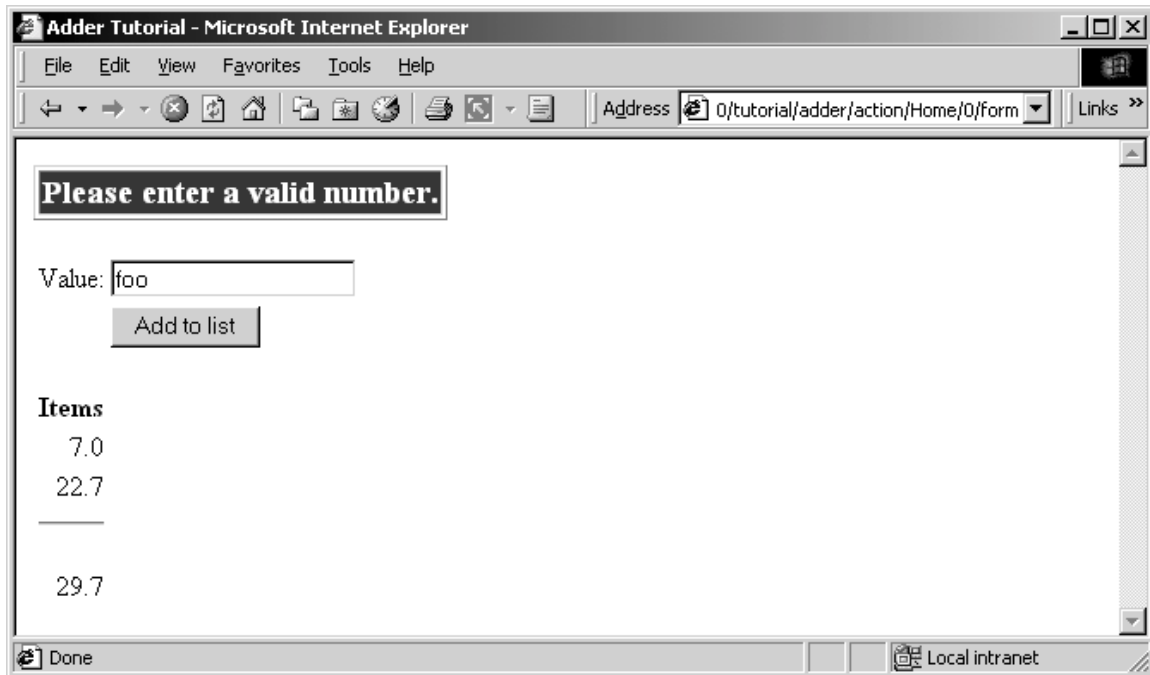 Adder Tutorial - Microsoft Internet Explorer
File Edit View Favorites Tools Help
Address 0/tutorial/adder/action/Home/0/form Links »
Please enter a valid number.
Value: foo
Add to list
Items
7.0
22.7
29.7
Done Local intranet